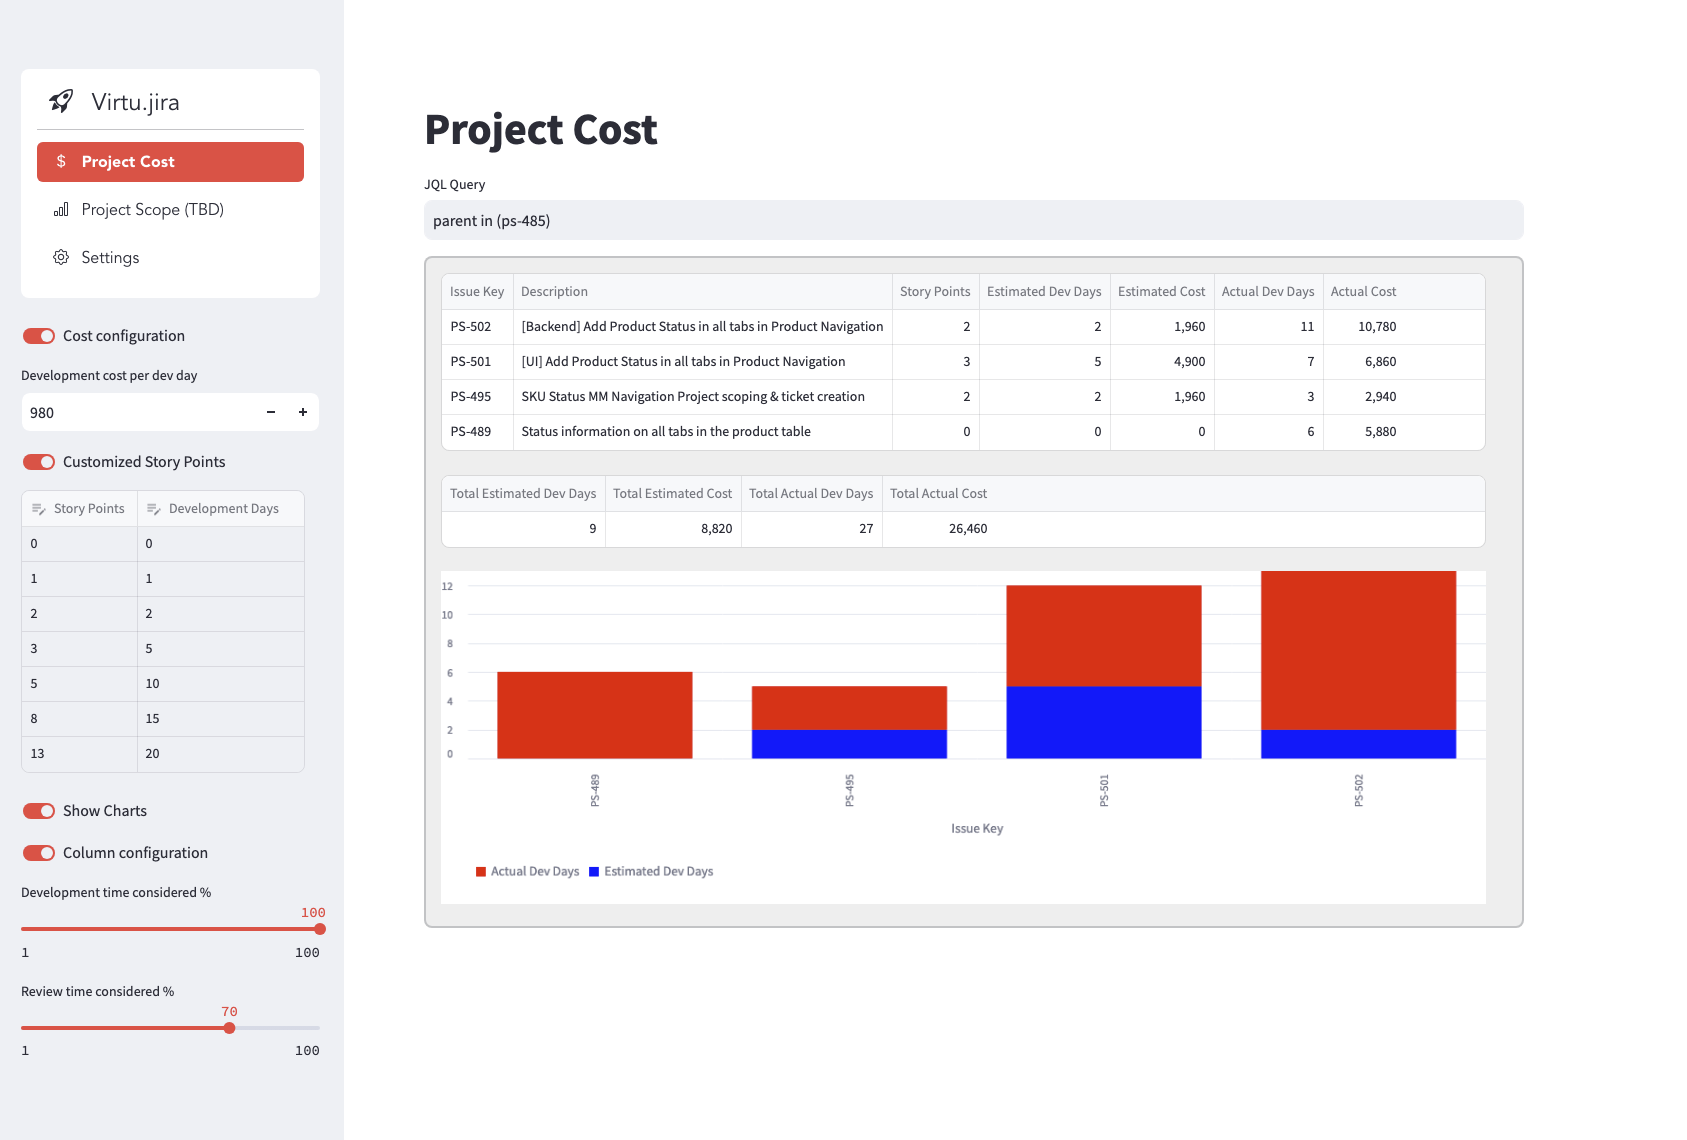 Virtu.jira
$ Project Cost
Project Scope (TBD)
Settings
Cost configuration
Development cost per dev day
980 − +
Customized Story Points
Story Points Development Days
0 0
1 1
2 2
3 5
5 10
8 15
13 20
Show Charts
Column configuration
Development time considered %
100
1 100
Review time considered %
70
1 100
Project Cost
JQL Query
parent in (ps-485)
Issue Key Description Story Points Estimated Dev Days Estimated Cost Actual Dev Days Actual Cost
PS-502 [Backend] Add Product Status in all tabs in Product Navigation 2 2 1,960 11 10,780
PS-501 [UI] Add Product Status in all tabs in Product Navigation 3 5 4,900 7 6,860
PS-495 SKU Status MM Navigation Project scoping & ticket creation 2 2 1,960 3 2,940
PS-489 Status information on all tabs in the product table 0 0 0 6 5,880
Total Estimated Dev Days Total Estimated Cost Total Actual Dev Days Total Actual Cost
9 8,820 27 26,460
12
10
8
6
4
2
0
PS-489 PS-495 PS-501 PS-502
Issue Key
Actual Dev Days Estimated Dev Days